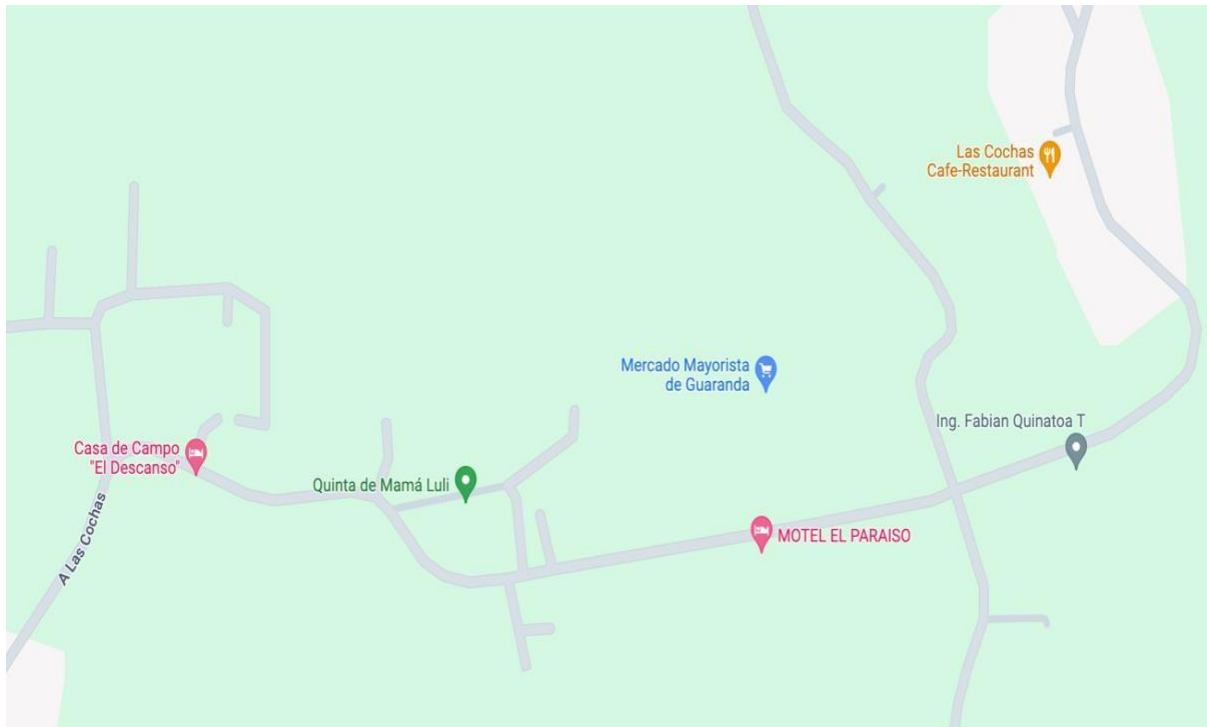 Las Cochas
Cafe-Restaurant
Mercado Mayorista
de Guaranda
Ing. Fabian Quinatoa T
Casa de Campo
"El Descanso"
Quinta de Mamá Luli
MOTEL EL PARAISO
A Las Cochas